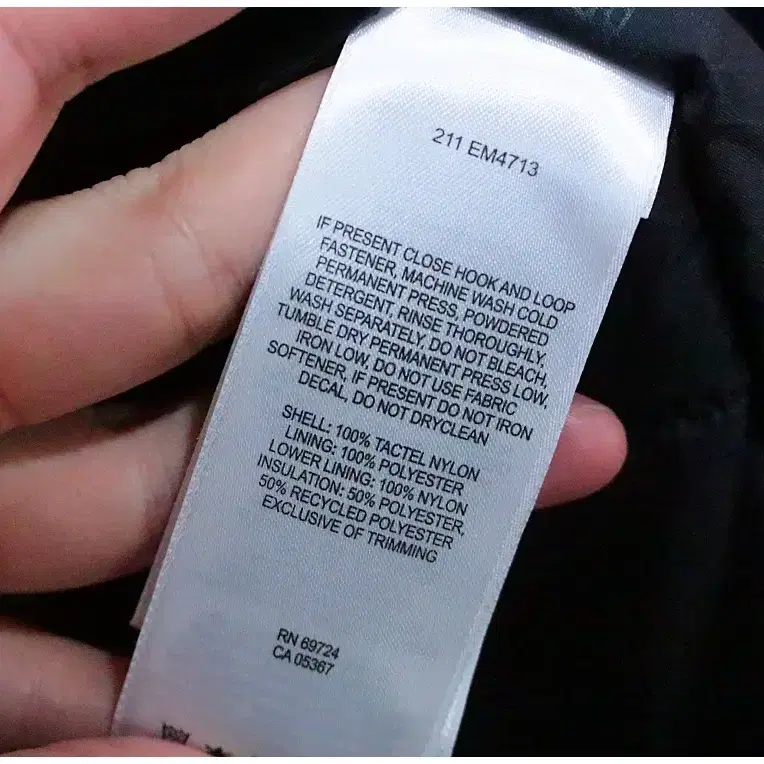 211 EM4713
IF PRESENT CLOSE HOOK AND LOOP
FASTENER, MACHINE WASH COLD
PERMANENT PRESS, POWDERED
DETERGENT, RINSE THOROUGHLY,
WASH SEPARATELY, DO NOT BLEACH,
TUMBLE DRY PERMANENT PRESS LOW,
IRON LOW, DO NOT USE FABRIC
SOFTENER, IF PRESENT DO NOT IRON
DECAL, DO NOT DRYCLEAN
SHELL: 100% TACTEL NYLON
LINING: 100% POLYESTER
LOWER LINING: 100% NYLON
INSULATION: 50% POLYESTER,
50% RECYCLED POLYESTER
EXCLUSIVE OF TRIMMING
RN 69724
CA 05367